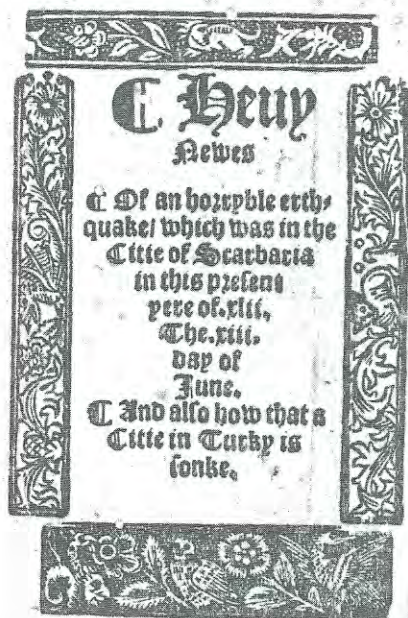 ¶ Heuy
Newes
¶ Of an horryble erth-
quake/ which was in the
Citie of Scarbaria
in this present
yere of .xlii.
The .xiii.
day of
June.
¶ And also how that a
Citie in Turky is
sonke.